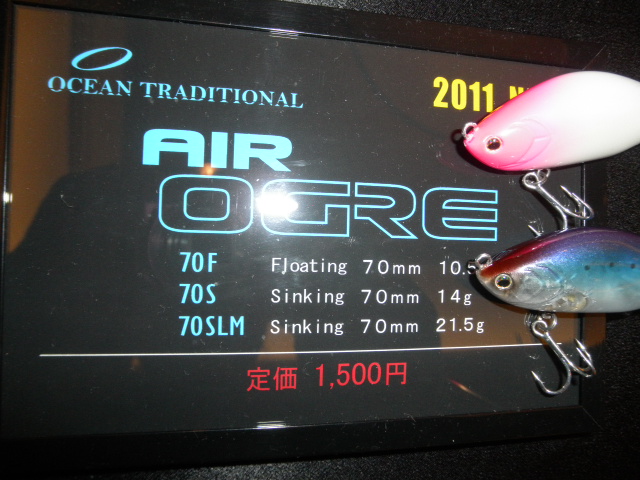 OCEAN TRADITIONAL
2011
AIR
OGRE
70F Floating 70mm
70S Sinking 70mm 14g
70SLM Sinking 70mm 21.5g
定価 1,500円